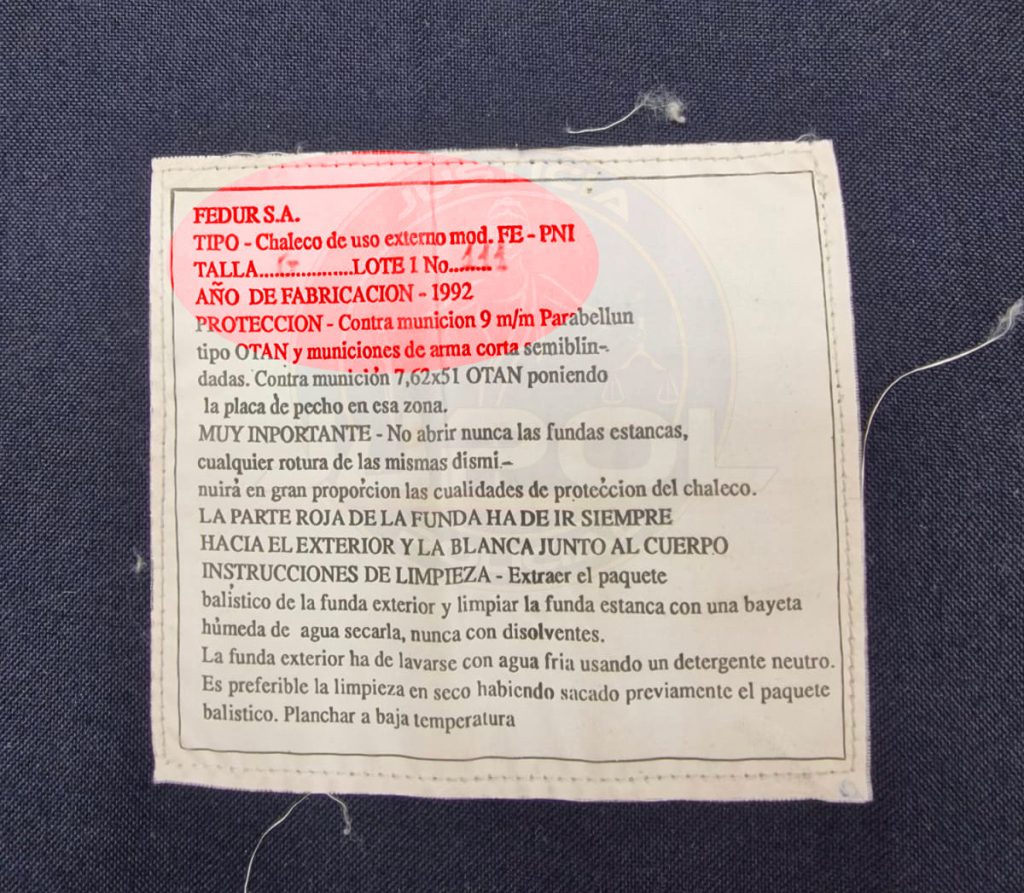 FEDUR S.A.
TIPO - Chaleco de uso externo mod. FE - PNI
TALLA....G................LOTE 1 No....111....
AÑO DE FABRICACION - 1992
PROTECCION - Contra municion 9 m/m Parabellun
tipo OTAN y municiones de arma corta semiblin-
dadas. Contra munición 7,62x51 OTAN poniendo
la placa de pecho en esa zona.
MUY INPORTANTE - No abrir nunca las fundas estancas,
cualquier rotura de las mismas dismi.-
nuirá en gran proporcion las cualidades de proteccion del chaleco.
LA PARTE ROJA DE LA FUNDA HA DE IR SIEMPRE
HACIA EL EXTERIOR Y LA BLANCA JUNTO AL CUERPO
INSTRUCCIONES DE LIMPIEZA - Extraer el paquete
balístico de la funda exterior y limpiar la funda estanca con una bayeta
húmeda de agua secarla, nunca con disolventes.
La funda exterior ha de lavarse con agua fria usando un detergente neutro.
Es preferible la limpieza en seco habiendo sacado previamente el paquete
balistico. Planchar a baja temperatura
JUSTICIA
JUPOL